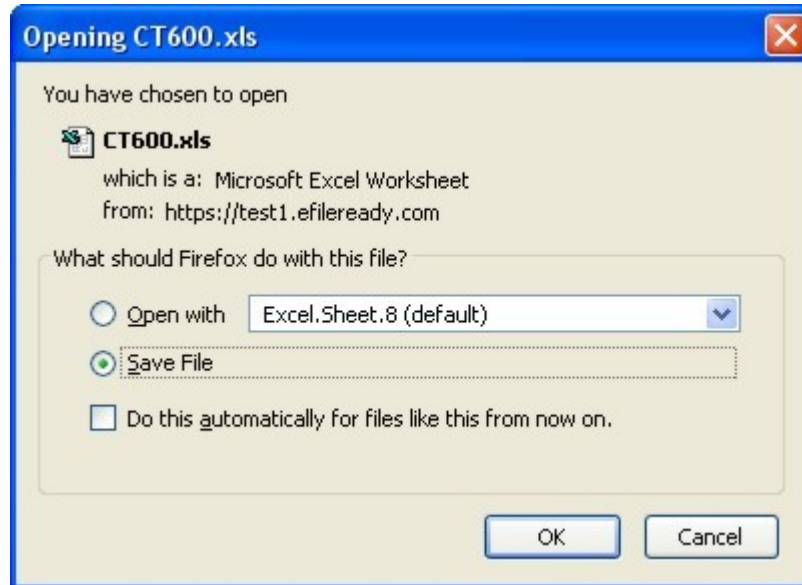 Opening CT600.xls
You have chosen to open
CT600.xls
which is a: Microsoft Excel Worksheet
from: https://test1.efileready.com
What should Firefox do with this file?
Open with Excel.Sheet.8 (default)
Save File
Do this automatically for files like this from now on.
OK Cancel